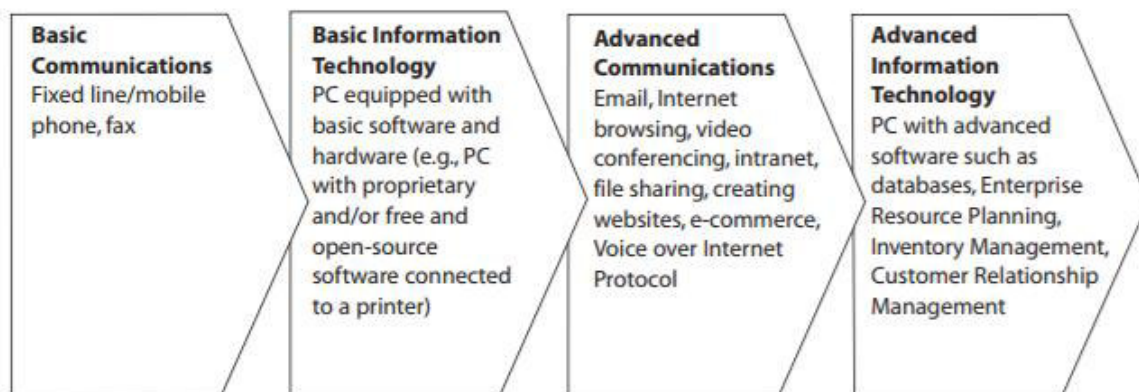 Basic
Communications
Fixed line/mobile
phone, fax
Basic Information
Technology
PC equipped with
basic software and
hardware (e.g., PC
with proprietary
and/or free and
open-source
software connected
to a printer)
Advanced
Communications
Email, Internet
browsing, video
conferencing, intranet,
file sharing, creating
websites, e-commerce,
Voice over Internet
Protocol
Advanced
Information
Technology
PC with advanced
software such as
databases, Enterprise
Resource Planning,
Inventory Management,
Customer Relationship
Management